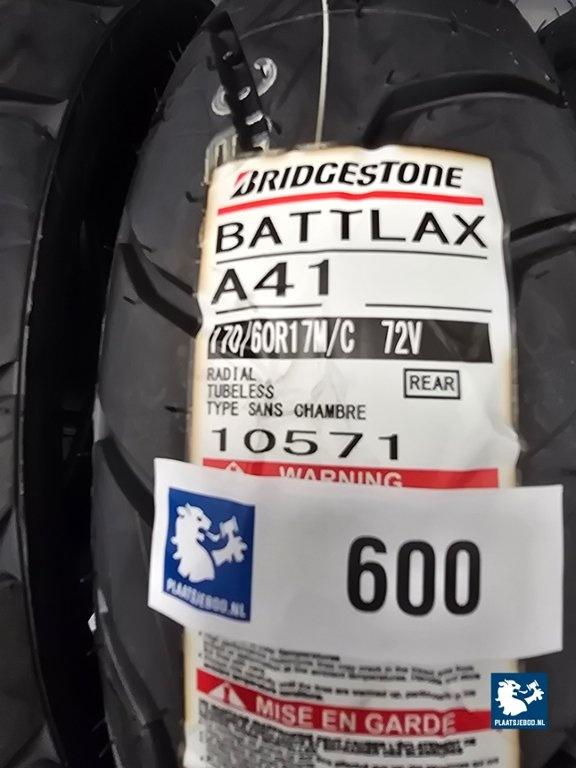 BRIDGESTONE
BATTLAX
A41
170/60R17M/C 72V
RADIAL
TUBELESS
TYPE SANS CHAMBRE
REAR
10571
WARNING
PLAATSJEBOD.NL
600
MISE EN GARDE
PLAATSJEBOD.NL